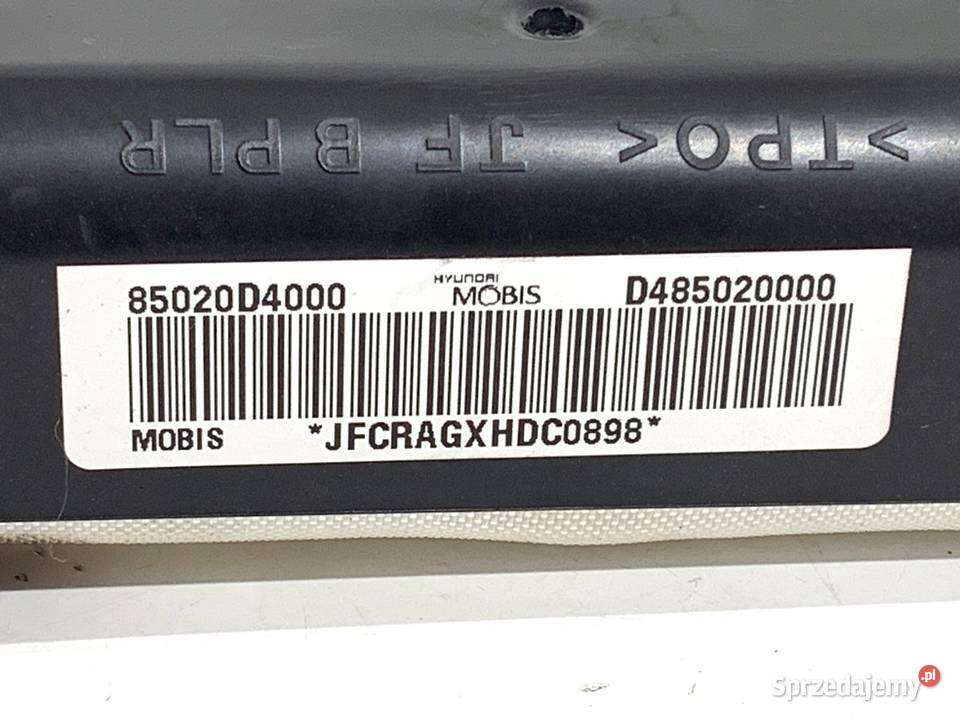 >TPO< JF B PLR
85020D4000
HYUNDAI
MOBIS
D485020000
MOBIS *JFCRAGXHDC0898*
Sprzedajemy.pl